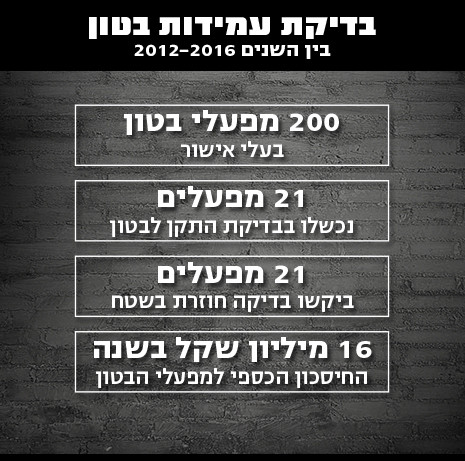 בדיקת עמידות בטון
בין השנים 2012-2016
200 מפעלי בטון
בעלי אישור
21 מפעלים
נכשלו בבדיקת התקן לבטון
21 מפעלים
ביקשו בדיקה חוזרת בשטח
16 מיליון שקל בשנה
החיסכון הכספי למפעלי הבטון